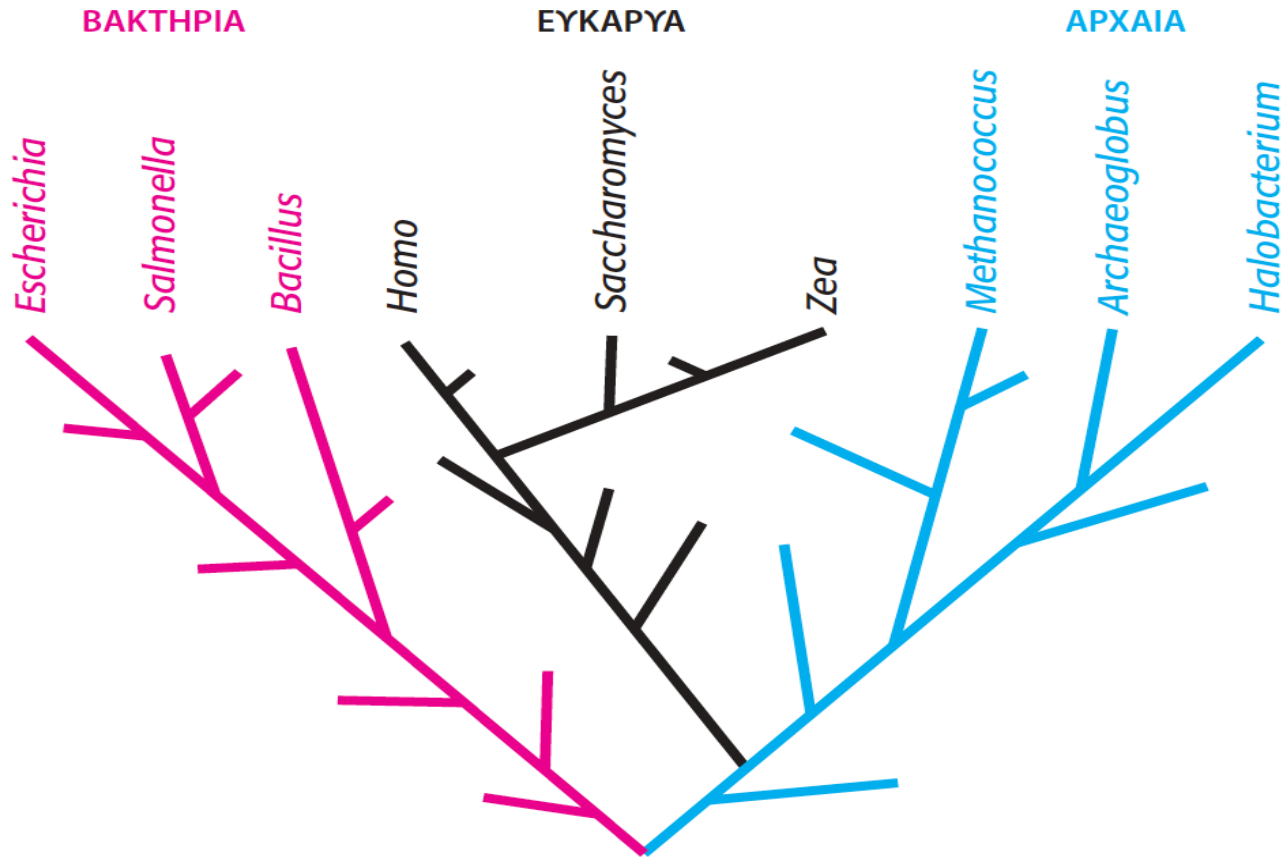 ΒΑΚΤΗΡΙΑ
ΕΥΚΑΡΥΑ
ΑΡΧΑΙΑ
Escherichia
Salmonella
Bacillus
Homo
Saccharomyces
Zea
Methanococcus
Archaeoglobus
Halobacterium